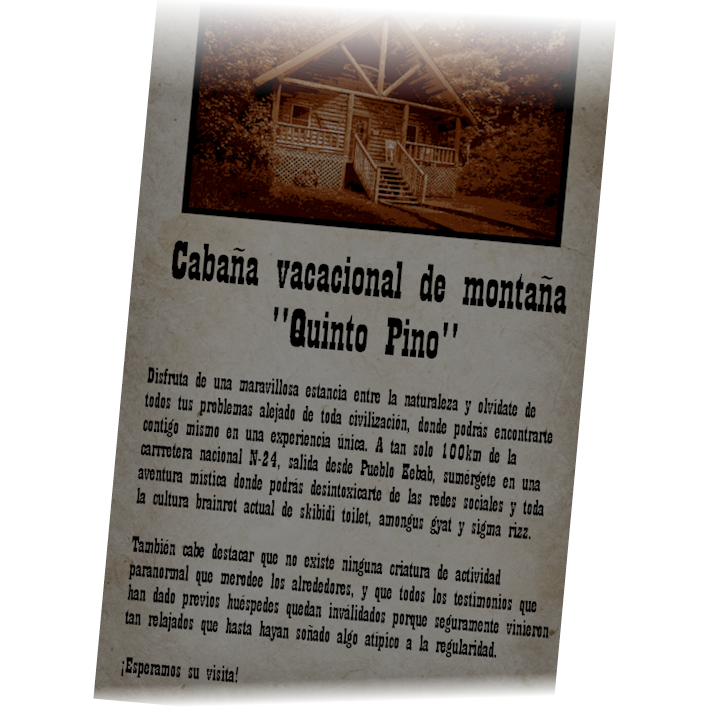 Cabaña vacacional de montaña
"Quinto Pino"
Disfruta de una maravillosa estancia entre la naturaleza y olvídate de
todos tus problemas alejado de toda civilización, donde podrás encontrarte
contigo mismo en una experiencia única. A tan solo 100km de la
carrretera nacional N-24, salida desde Pueblo Kebab, sumérgete en una
aventura mística donde podrás desintoxicarte de las redes sociales y toda
la cultura brainrot actual de skibidi toilet, amongus gyat y sigma rizz.
También cabe destacar que no existe ninguna criatura de actividad
paranormal que merodee los alrededores, y que todos los testimonios que
han dado previos huéspedes quedan inválidados porque seguramente vinieron
tan relajados que hasta hayan soñado algo atípico a la regularidad.
¡Esperamos su visita!